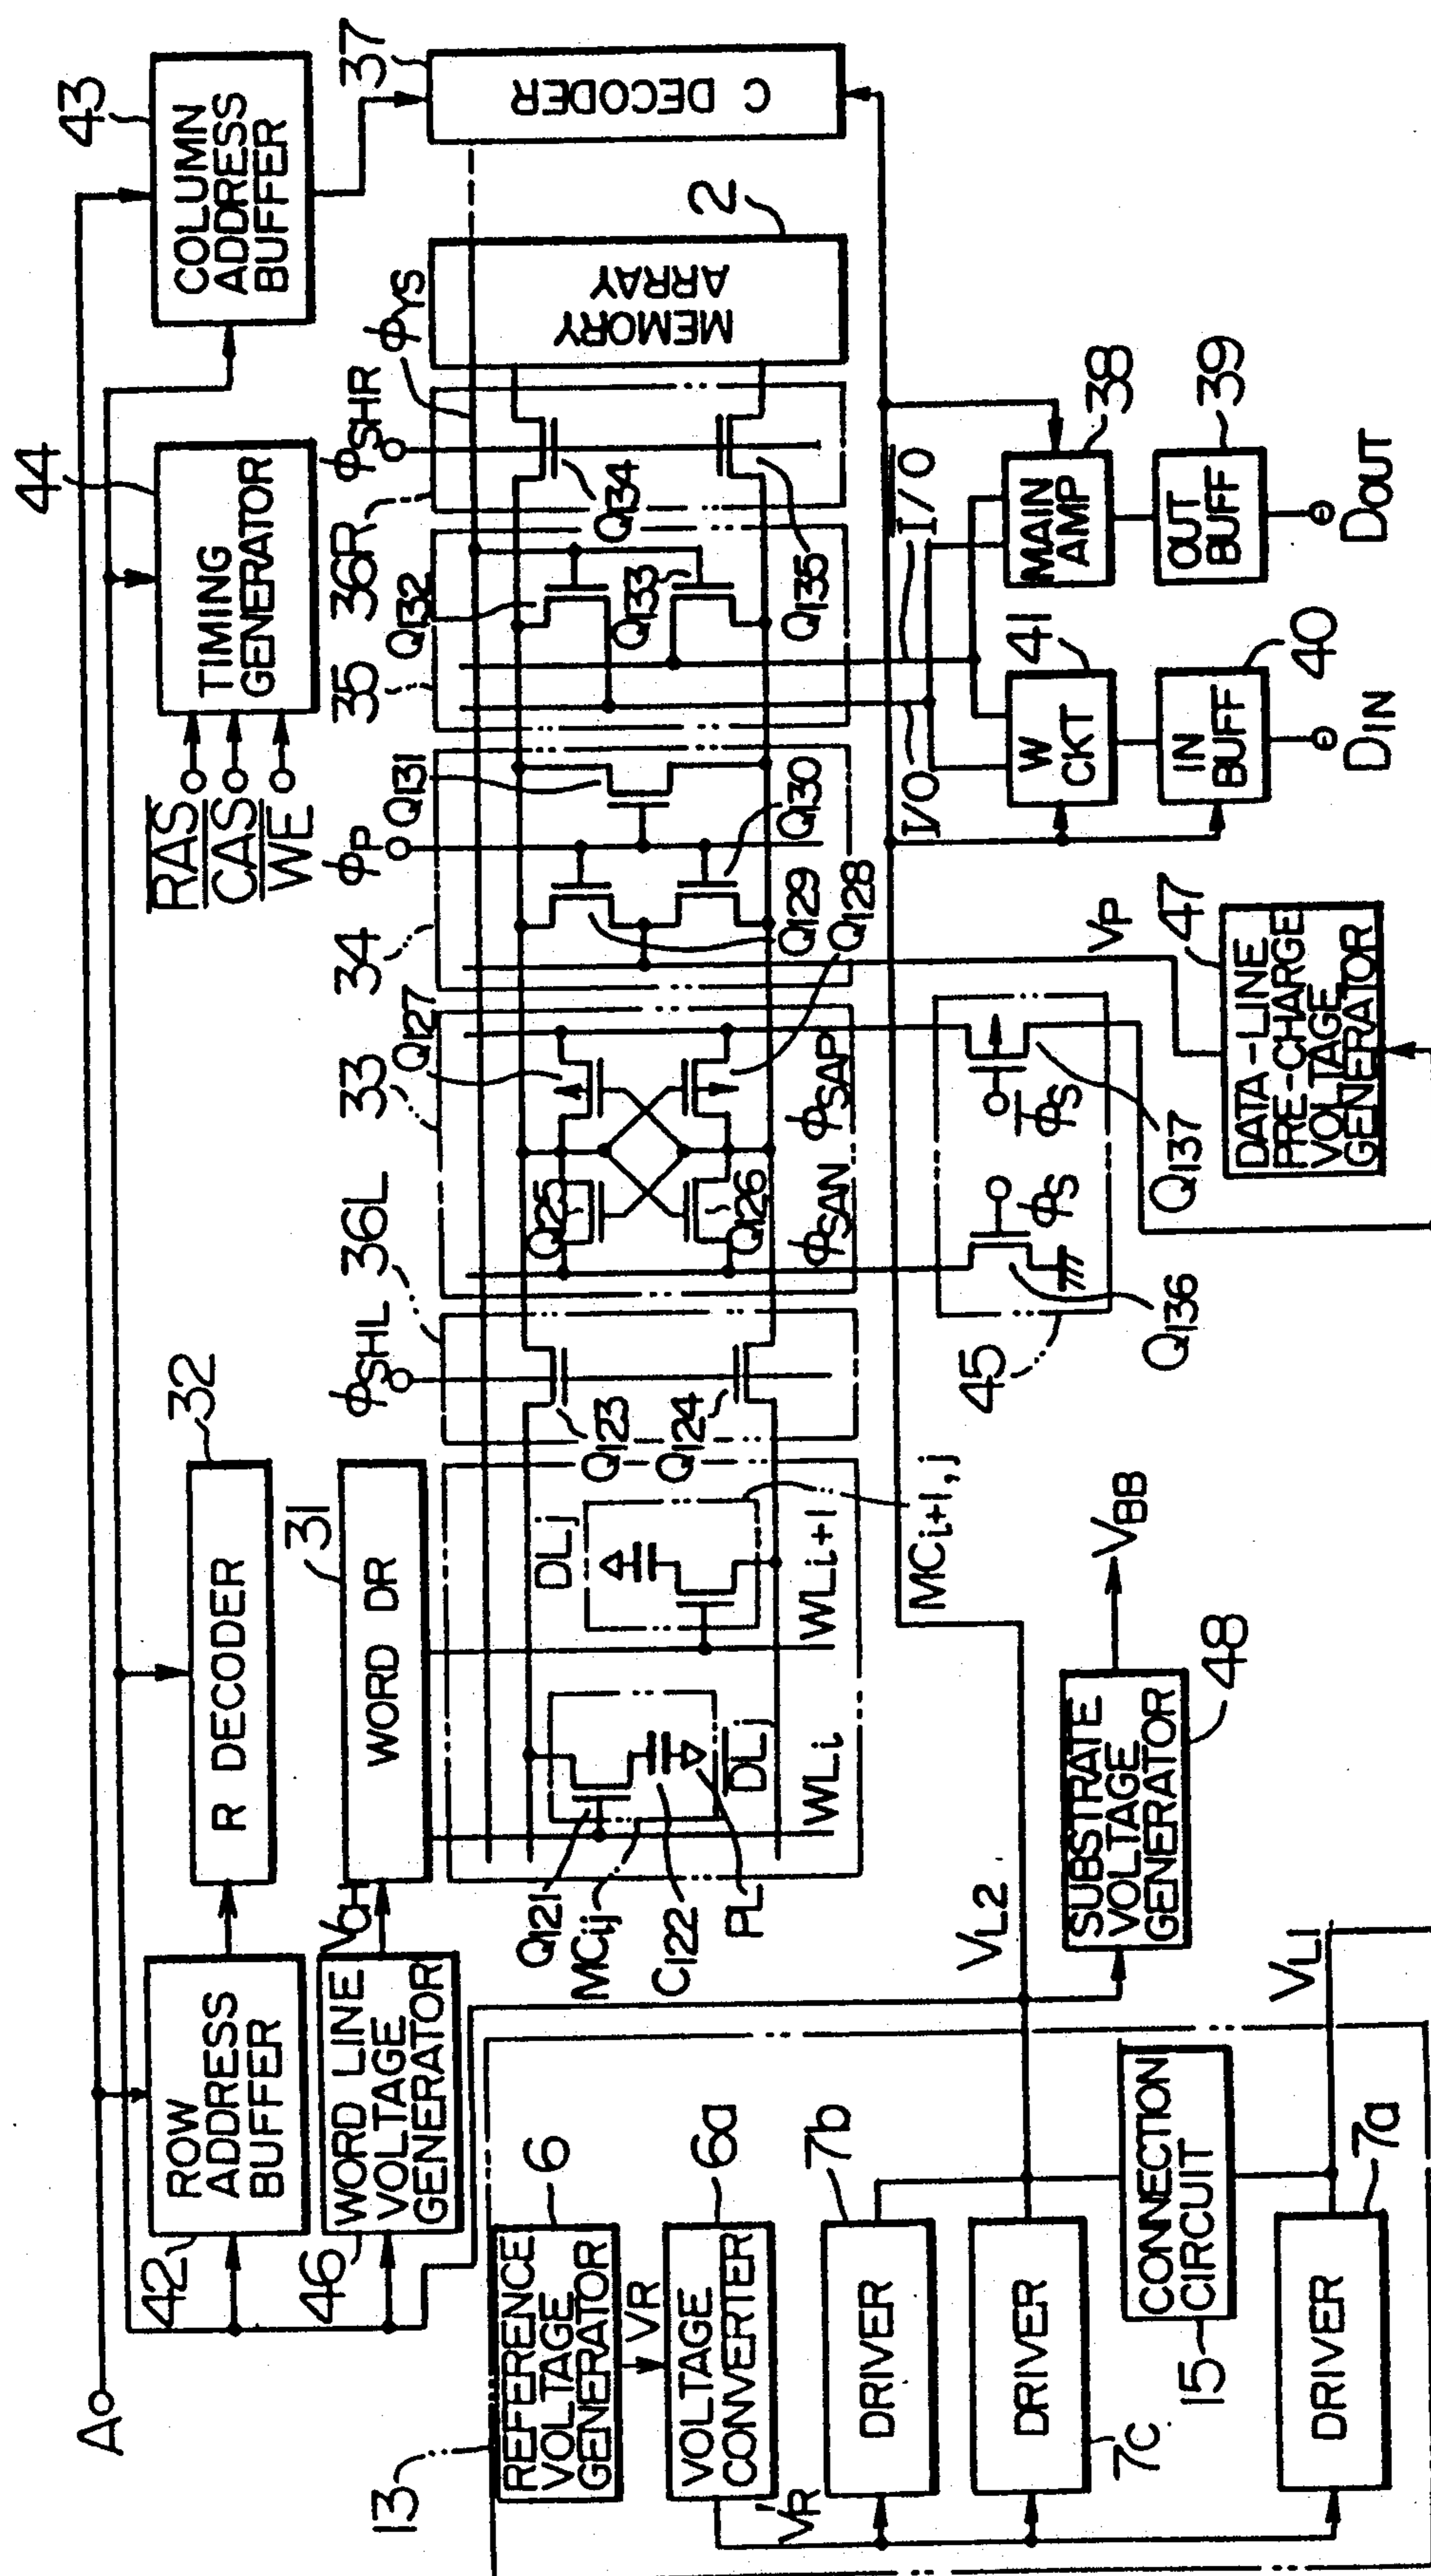 A
RAS
CAS
WE
44
43
TIMING
GENERATOR
COLUMN
ADDRESS
BUFFER
32
R DECODER
42
ROW
ADDRESS
BUFFER
46
WORD LINE
VOLTAGE
GENERATOR
VCH
31
WORD DR
37
C DECODER
φSHL
36L
33
Q127
34
φP
Q131
35
Q132
36R
φSHR
φYS
2
MEMORY
ARRAY
Q121
MCij
C122
PL
DLj
DLj
WLi
WLi+1
MCi+1,j
Q123
Q124
Q125
Q126
φSAN
φSAP
Q128
Q129
Q130
Q133
Q134
Q135
I/O
I/O
45
Q136
φS
φS
Q137
VP
47
DATA-LINE
PRE-CHARGE
VOLTAGE
GENERATOR
W
CKT
41
IN
BUFF
40
DIN
MAIN
AMP
38
OUT
BUFF
39
DOUT
13
REFERENCE
VOLTAGE
GENERATOR
6
VR
VOLTAGE
CONVERTER
6a
VR'
DRIVER
7b
DRIVER
7c
CONNECTION
CIRCUIT
15
DRIVER
7a
VL2
VL1
SUBSTRATE
VOLTAGE
GENERATOR
48
VBB